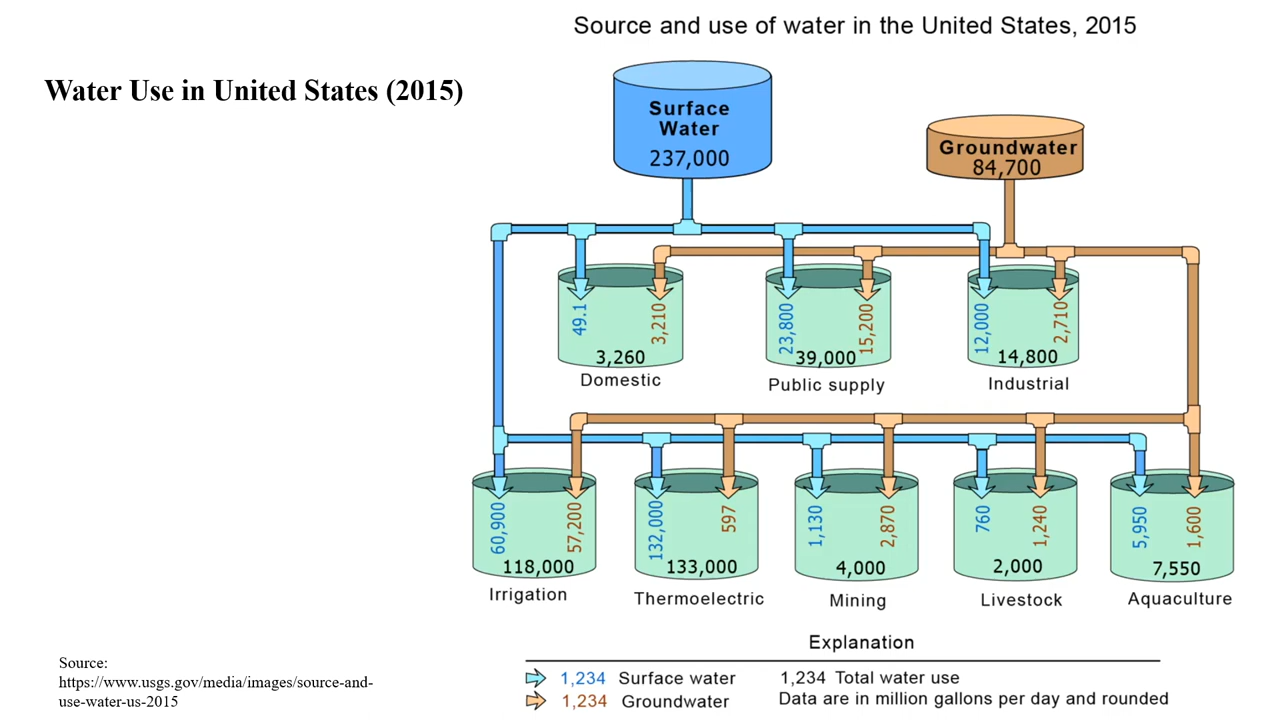 Source and use of water in the United States, 2015
Water Use in United States (2015)
Surface
Water
237,000
Groundwater
84,700
49.1
3,210
3,260
Domestic
23,800
15,200
39,000
Public supply
12,000
2,710
14,800
Industrial
60,900
57,200
118,000
Irrigation
132,000
597
133,000
Thermoelectric
1,130
2,870
4,000
Mining
760
1,240
2,000
Livestock
5,950
1,600
7,550
Aquaculture
Explanation
1,234 Surface water
1,234 Total water use
1,234 Groundwater
Data are in million gallons per day and rounded
Source:
https://www.usgs.gov/media/images/source-and-
use-water-us-2015